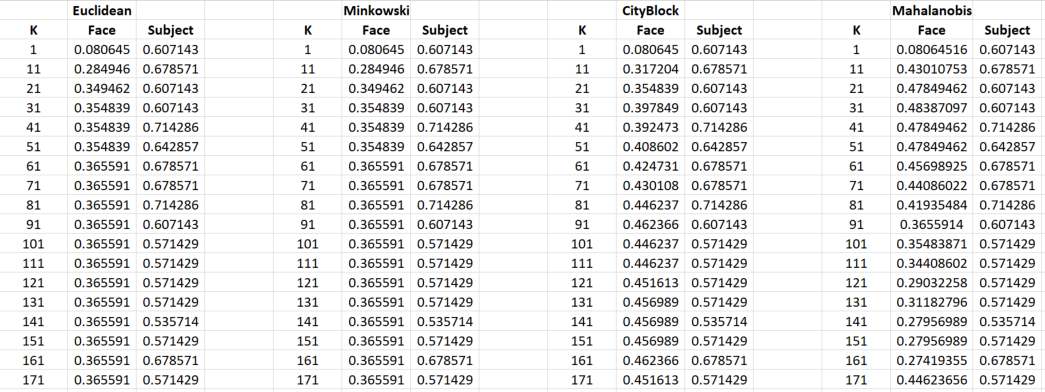 Euclidean Minkowski CityBlock Mahalanobis
K Face Subject K Face Subject K Face Subject K Face Subject
1 0.080645 0.607143 1 0.080645 0.607143 1 0.080645 0.607143 1 0.08064516 0.607143
11 0.284946 0.678571 11 0.284946 0.678571 11 0.317204 0.678571 11 0.43010753 0.678571
21 0.349462 0.607143 21 0.349462 0.607143 21 0.354839 0.607143 21 0.47849462 0.607143
31 0.354839 0.607143 31 0.354839 0.607143 31 0.397849 0.607143 31 0.48387097 0.607143
41 0.354839 0.714286 41 0.354839 0.714286 41 0.392473 0.714286 41 0.47849462 0.714286
51 0.354839 0.642857 51 0.354839 0.642857 51 0.408602 0.642857 51 0.47849462 0.642857
61 0.365591 0.678571 61 0.365591 0.678571 61 0.424731 0.678571 61 0.45698925 0.678571
71 0.365591 0.678571 71 0.365591 0.678571 71 0.430108 0.678571 71 0.44086022 0.678571
81 0.365591 0.714286 81 0.365591 0.714286 81 0.446237 0.714286 81 0.41935484 0.714286
91 0.365591 0.607143 91 0.365591 0.607143 91 0.462366 0.607143 91 0.3655914 0.607143
101 0.365591 0.571429 101 0.365591 0.571429 101 0.446237 0.571429 101 0.35483871 0.571429
111 0.365591 0.571429 111 0.365591 0.571429 111 0.446237 0.571429 111 0.34408602 0.571429
121 0.365591 0.571429 121 0.365591 0.571429 121 0.451613 0.571429 121 0.29032258 0.571429
131 0.365591 0.571429 131 0.365591 0.571429 131 0.456989 0.571429 131 0.31182796 0.571429
141 0.365591 0.535714 141 0.365591 0.535714 141 0.456989 0.535714 141 0.27956989 0.535714
151 0.365591 0.571429 151 0.365591 0.571429 151 0.456989 0.571429 151 0.27956989 0.571429
161 0.365591 0.678571 161 0.365591 0.678571 161 0.462366 0.678571 161 0.27419355 0.678571
171 0.365591 0.571429 171 0.365591 0.571429 171 0.451613 0.571429 171 0.44623656 0.571429